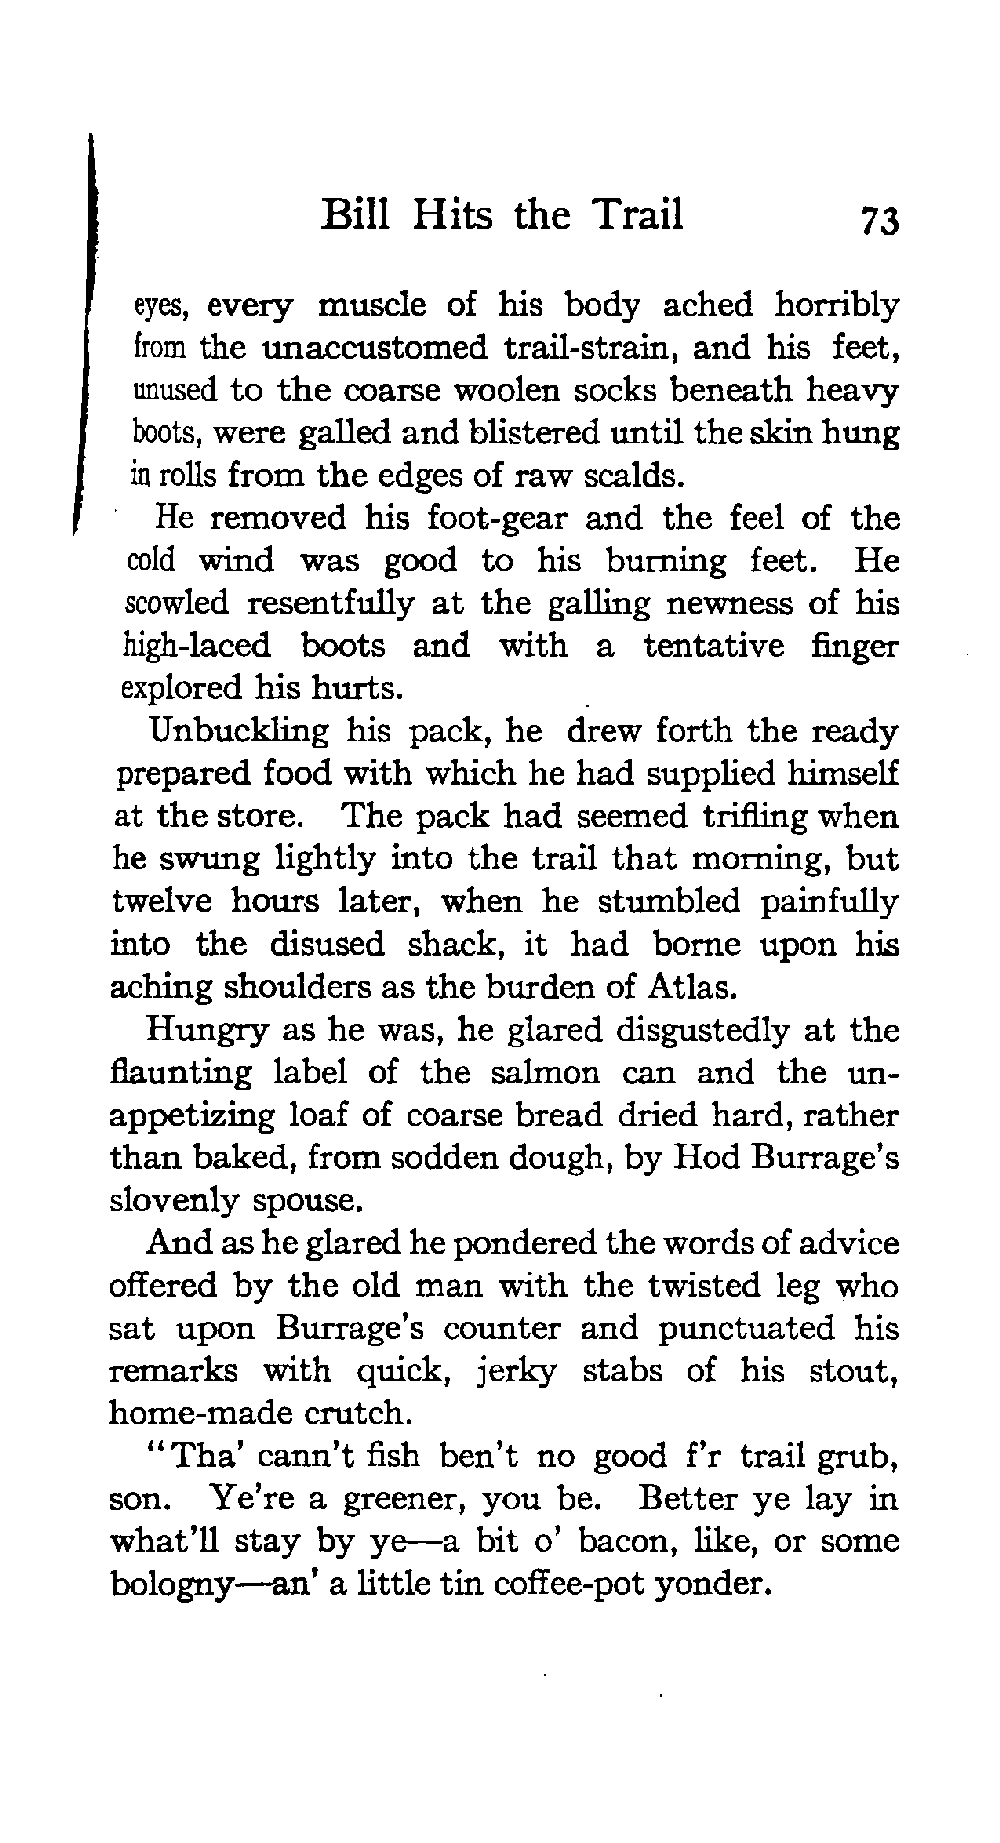 Bill Hits the Trail 73
eyes, every muscle of his body ached horribly
from the unaccustomed trail-strain, and his feet,
unused to the coarse woolen socks beneath heavy
boots, were galled and blistered until the skin hung
in rolls from the edges of raw scalds.
He removed his foot-gear and the feel of the
cold wind was good to his burning feet. He
scowled resentfully at the galling newness of his
high-laced boots and with a tentative finger
explored his hurts.
Unbuckling his pack, he drew forth the ready
prepared food with which he had supplied himself
at the store. The pack had seemed trifling when
he swung lightly into the trail that morning, but
twelve hours later, when he stumbled painfully
into the disused shack, it had borne upon his
aching shoulders as the burden of Atlas.
Hungry as he was, he glared disgustedly at the
flaunting label of the salmon can and the un-
appetizing loaf of coarse bread dried hard, rather
than baked, from sodden dough, by Hod Burrage's
slovenly spouse.
And as he glared he pondered the words of advice
offered by the old man with the twisted leg who
sat upon Burrage's counter and punctuated his
remarks with quick, jerky stabs of his stout,
home-made crutch.
"Tha' cann't fish ben't no good f'r trail grub,
son. Ye're a greener, you be. Better ye lay in
what'll stay by ye—a bit o' bacon, like, or some
bologny—an' a little tin coffee-pot yonder.